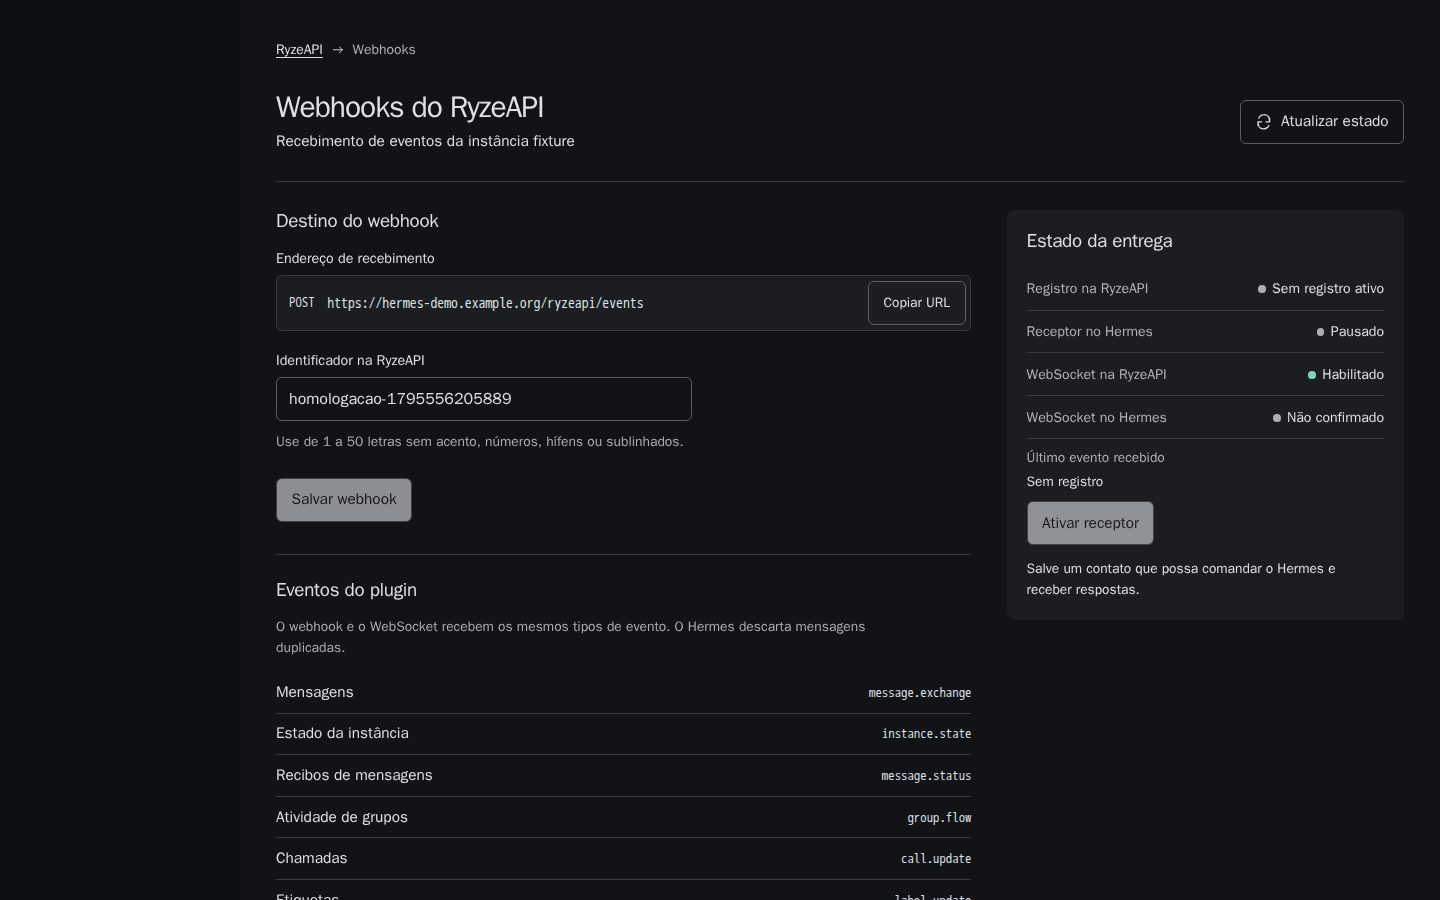 RyzeAPI → Webhooks
Webhooks do RyzeAPI
Recebimento de eventos da instância fixture
Atualizar estado
Destino do webhook
Endereço de recebimento
POST https://hermes-demo.example.org/ryzeapi/events
Copiar URL
Identificador na RyzeAPI
homologacao-1795556205889
Use de 1 a 50 letras sem acento, números, hífens ou sublinhados.
Salvar webhook
Eventos do plugin
O webhook e o WebSocket recebem os mesmos tipos de evento. O Hermes descarta mensagens
duplicadas.
Mensagens message.exchange
Estado da instância instance.state
Recibos de mensagens message.status
Atividade de grupos group.flow
Chamadas call.update
Etiquetas label.update
Estado da entrega
Registro na RyzeAPI Sem registro ativo
Receptor no Hermes Pausado
WebSocket na RyzeAPI Habilitado
WebSocket no Hermes Não confirmado
Último evento recebido
Sem registro
Ativar receptor
Salve um contato que possa comandar o Hermes e
receber respostas.